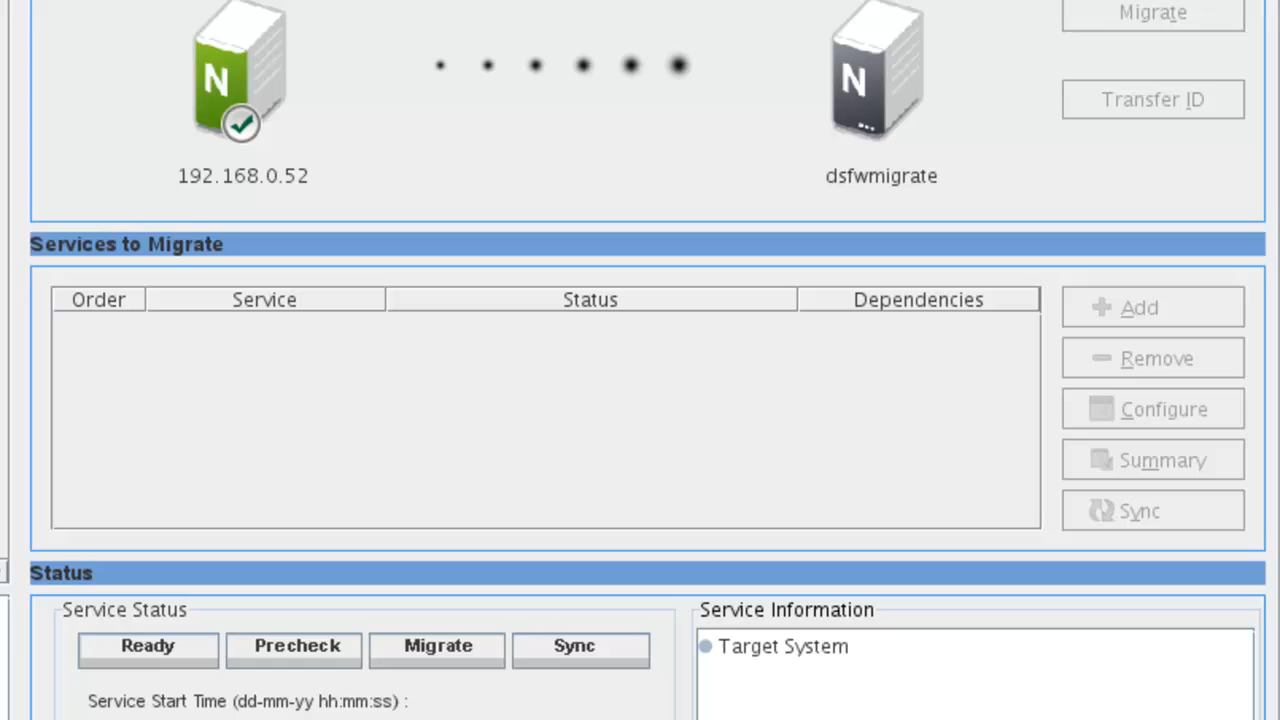 Migrate
N
N
Transfer ID
192.168.0.52
dsfwmigrate
Services to Migrate
Order Service Status Dependencies
Add
Remove
Configure
Summary
Sync
Status
Service Status
Service Information
Ready Precheck Migrate Sync
Target System
Service Start Time (dd-mm-yy hh:mm:ss) :